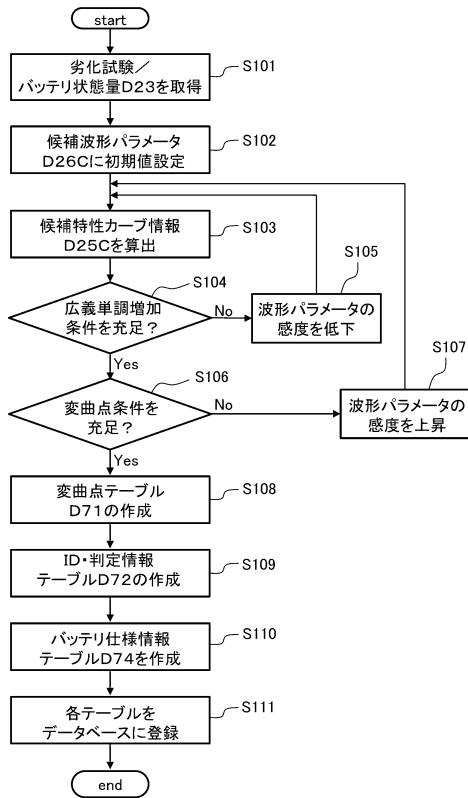 start
劣化試験／
バッテリ状態量D23を取得
S101
候補波形パラメータ
D26Cに初期値設定
S102
候補特性カーブ情報
D25Cを算出
S103
S104
広義単調増加
条件を充足？
No
Yes
S105
波形パラメータの
感度を低下
S106
変曲点条件を
充足？
No
Yes
S107
波形パラメータの
感度を上昇
変曲点テーブル
D71の作成
S108
ID・判定情報
テーブルD72の作成
S109
バッテリ仕様情報
テーブルD74を作成
S110
各テーブルを
データベースに登録
S111
end